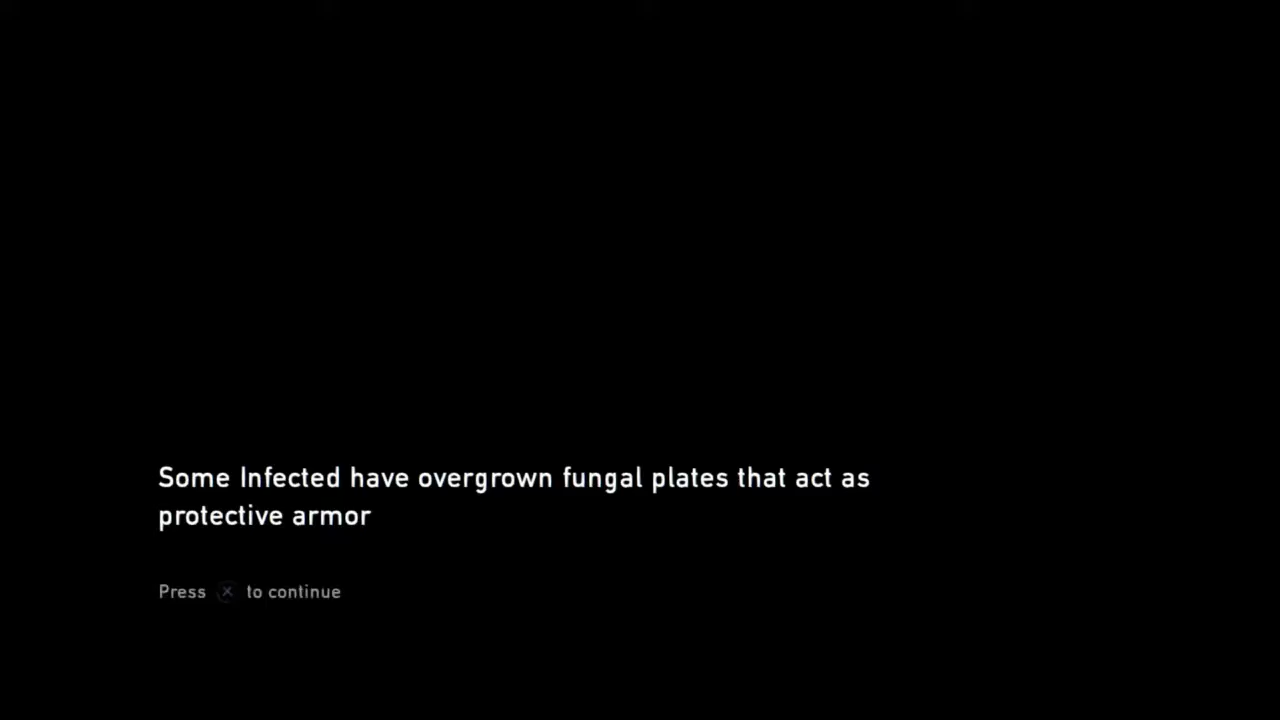 Some Infected have overgrown fungal plates that act as
protective armor
Press ✕ to continue